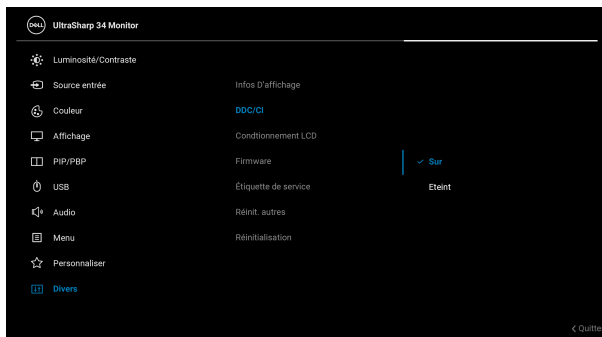 DELL UltraSharp 34 Monitor
Luminosité/Contraste
Source entrée
Couleur
Affichage
PIP/PBP
USB
Audio
Menu
Personnaliser
Divers
Infos D'affichage
DDC/CI
Condtionnement LCD
Firmware
Étiquette de service
Réinit. autres
Réinitialisation
Sur
Eteint
Quitte